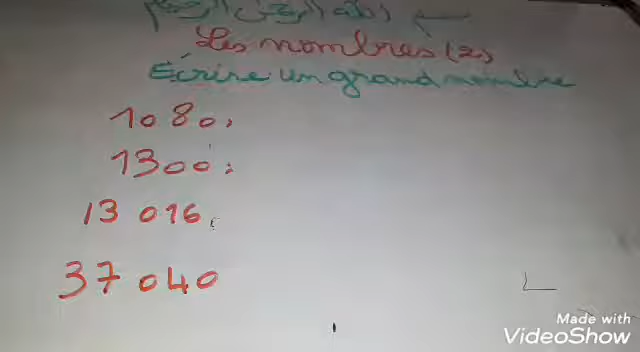 بسم الله الرحمن الرحيم
Les nombres (2)
Écrire un grand nombre
1080;
1300;
13 016;
37 040
Made with
VideoShow